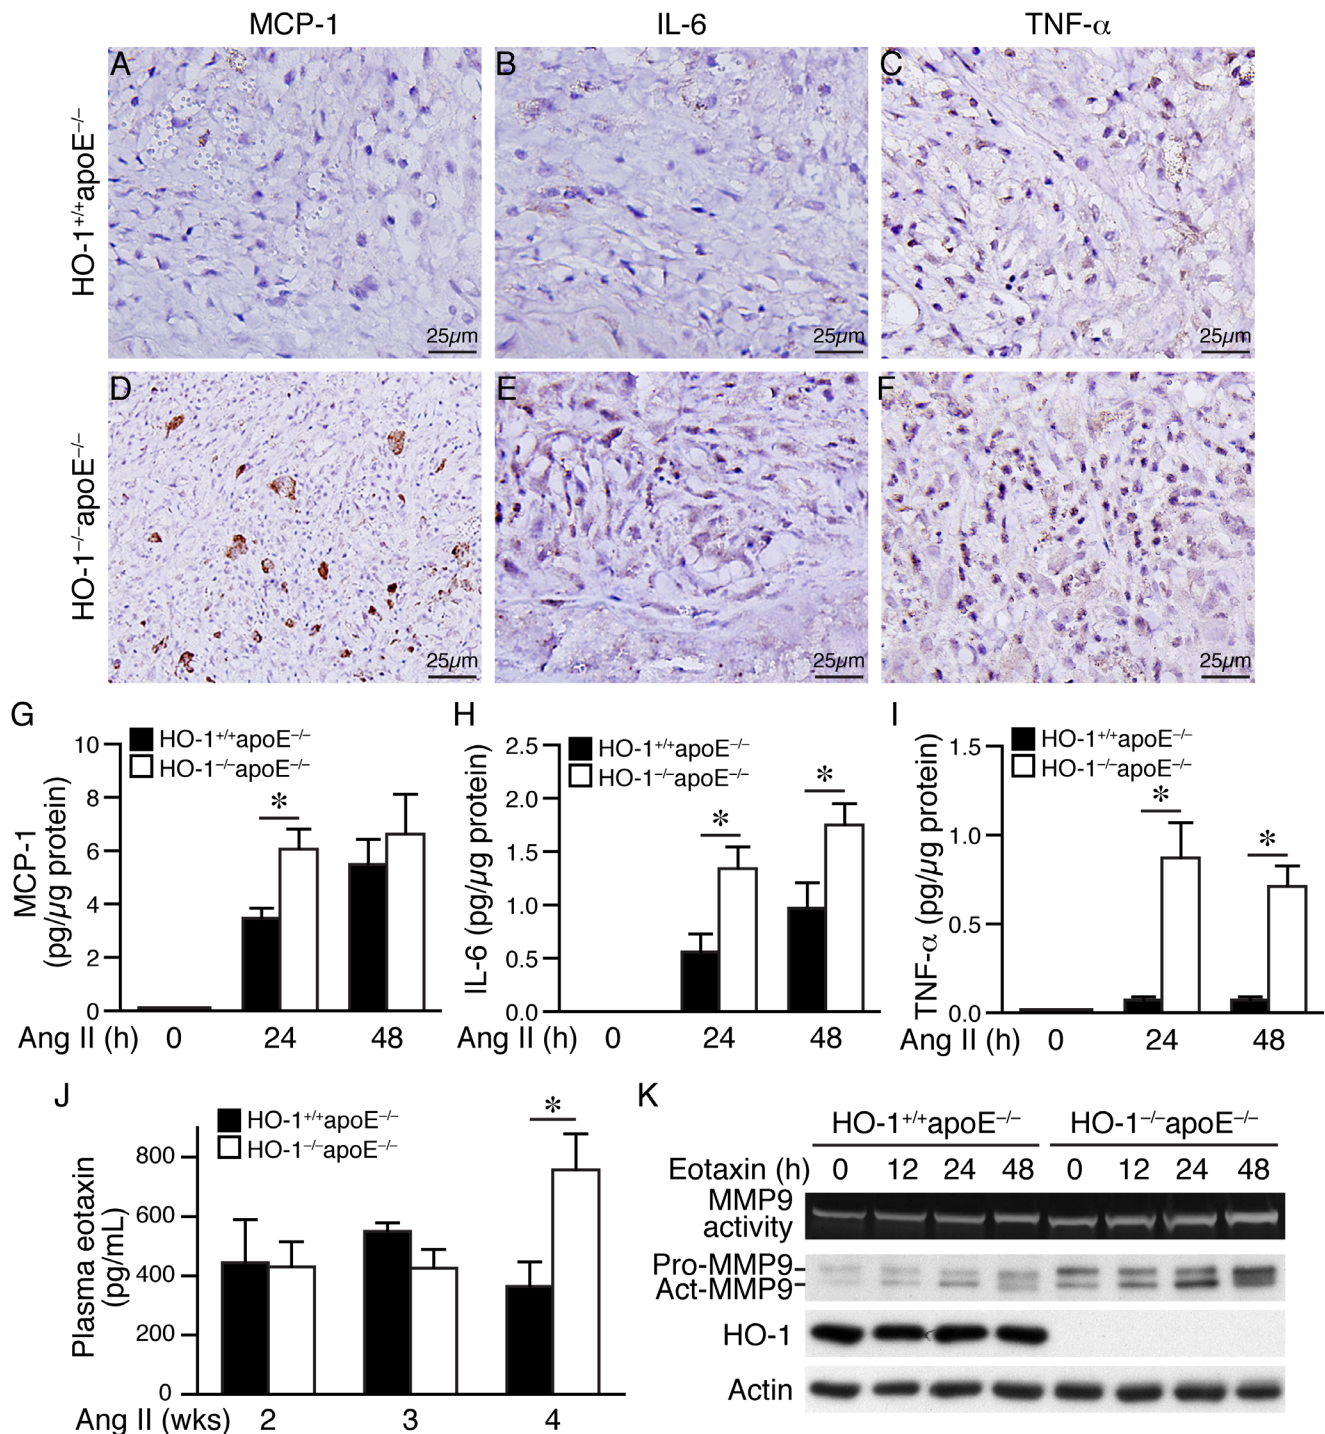 MCP-1 IL-6 TNF-α
HO-1+/+apoE−/−
A B C
25µm 25µm 25µm
HO-1−/−apoE−/−
D E F
25µm 25µm 25µm
G
HO-1+/+apoE−/−
HO-1−/−apoE−/−
MCP-1
(pg/µg protein)
10
8
6
4
2
0
*
Ang II (h) 0 24 48
H
HO-1+/+apoE−/−
HO-1−/−apoE−/−
IL-6 (pg/µg protein)
2.5
2.0
1.5
1.0
0.5
0.0
* *
Ang II (h) 0 24 48
I
HO-1+/+apoE−/−
HO-1−/−apoE−/−
TNF-α (pg/µg protein)
1.5
1.0
0.5
0.0
* *
Ang II (h) 0 24 48
J
HO-1+/+apoE−/−
HO-1−/−apoE−/−
Plasma eotaxin
(pg/mL)
800
600
400
200
0
*
Ang II (wks) 2 3 4
K
HO-1+/+apoE−/− HO-1−/−apoE−/−
Eotaxin (h) 0 12 24 48 0 12 24 48
MMP9
activity
Pro-MMP9
Act-MMP9
HO-1
Actin